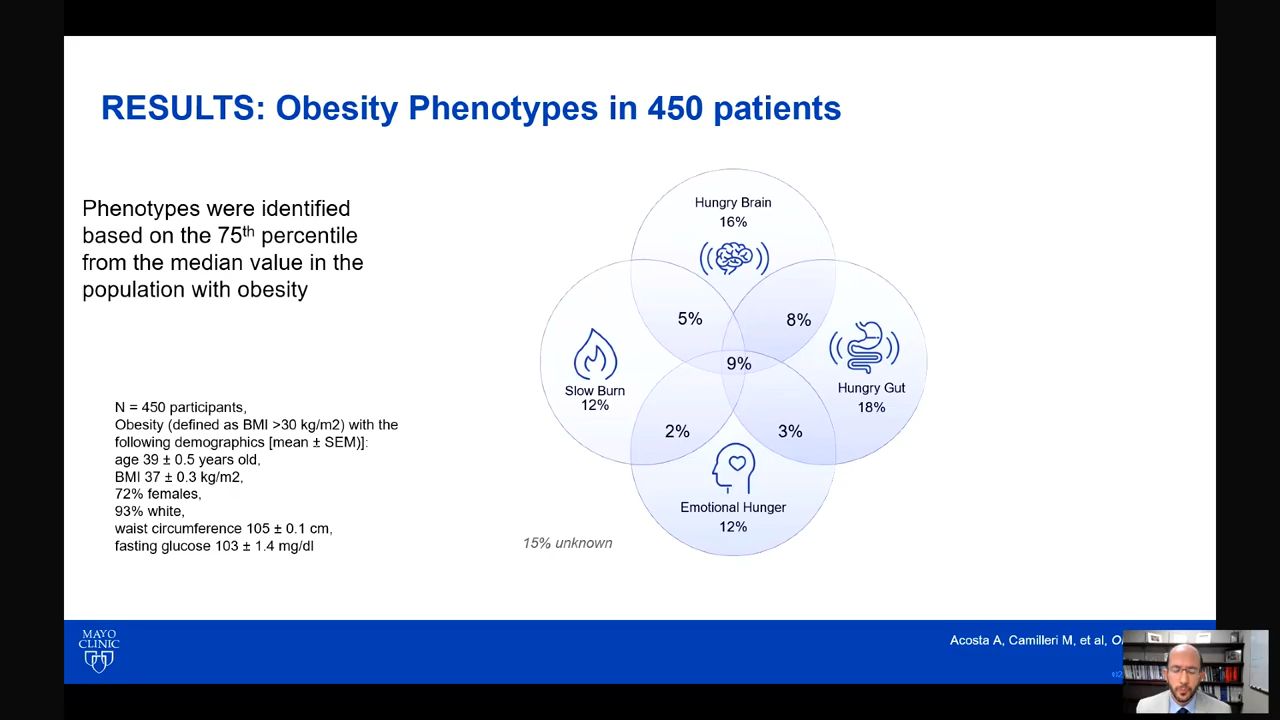 RESULTS: Obesity Phenotypes in 450 patients
Phenotypes were identified
based on the 75th percentile
from the median value in the
population with obesity
N = 450 participants,
Obesity (defined as BMI >30 kg/m2) with the
following demographics [mean ± SEM)]:
age 39 ± 0.5 years old,
BMI 37 ± 0.3 kg/m2,
72% females,
93% white,
waist circumference 105 ± 0.1 cm,
fasting glucose 103 ± 1.4 mg/dl
Hungry Brain
16%
5%
8%
9%
Slow Burn
12%
Hungry Gut
18%
2%
3%
Emotional Hunger
12%
15% unknown
MAYO
CLINIC
Acosta A, Camilleri M, et al,